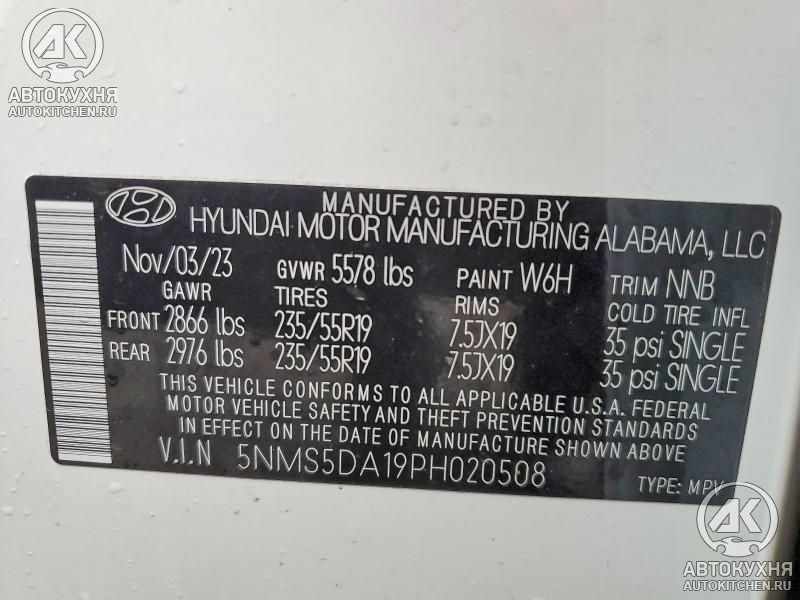 AK
АВТОКУХНЯ
AUTOKITCHEN.RU
MANUFACTURED BY
HYUNDAI MOTOR MANUFACTURING ALABAMA, LLC
Nov/03/23 GVWR 5578 lbs PAINT W6H TRIM NNB
GAWR TIRES RIMS COLD TIRE INFL
FRONT 2866 lbs 235/55R19 7.5JX19 35 psi SINGLE
REAR 2976 lbs 235/55R19 7.5JX19 35 psi SINGLE
THIS VEHICLE CONFORMS TO ALL APPLICABLE U.S.A. FEDERAL
MOTOR VEHICLE SAFETY AND THEFT PREVENTION STANDARDS
IN EFFECT ON THE DATE OF MANUFACTURE SHOWN ABOVE.
V.I.N 5NMS5DA19PH020508 TYPE: MPV
AK
АВТОКУХНЯ
AUTOKITCHEN.RU